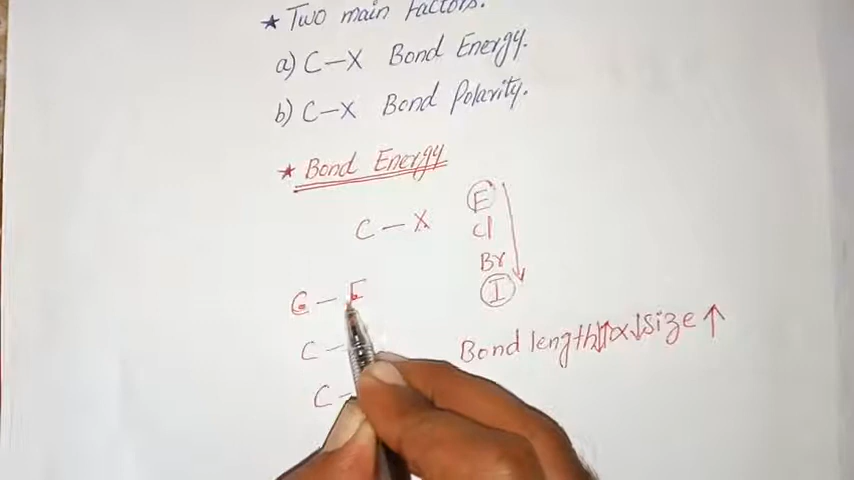 ★ Two main Factors.
a) C-X Bond Energy.
b) C-X Bond Polarity.
★ Bond Energy
C-X
F
Cl
Br
I
C-F
C-
C-
Bond length ↓↑ ∝ ↓ size ↑